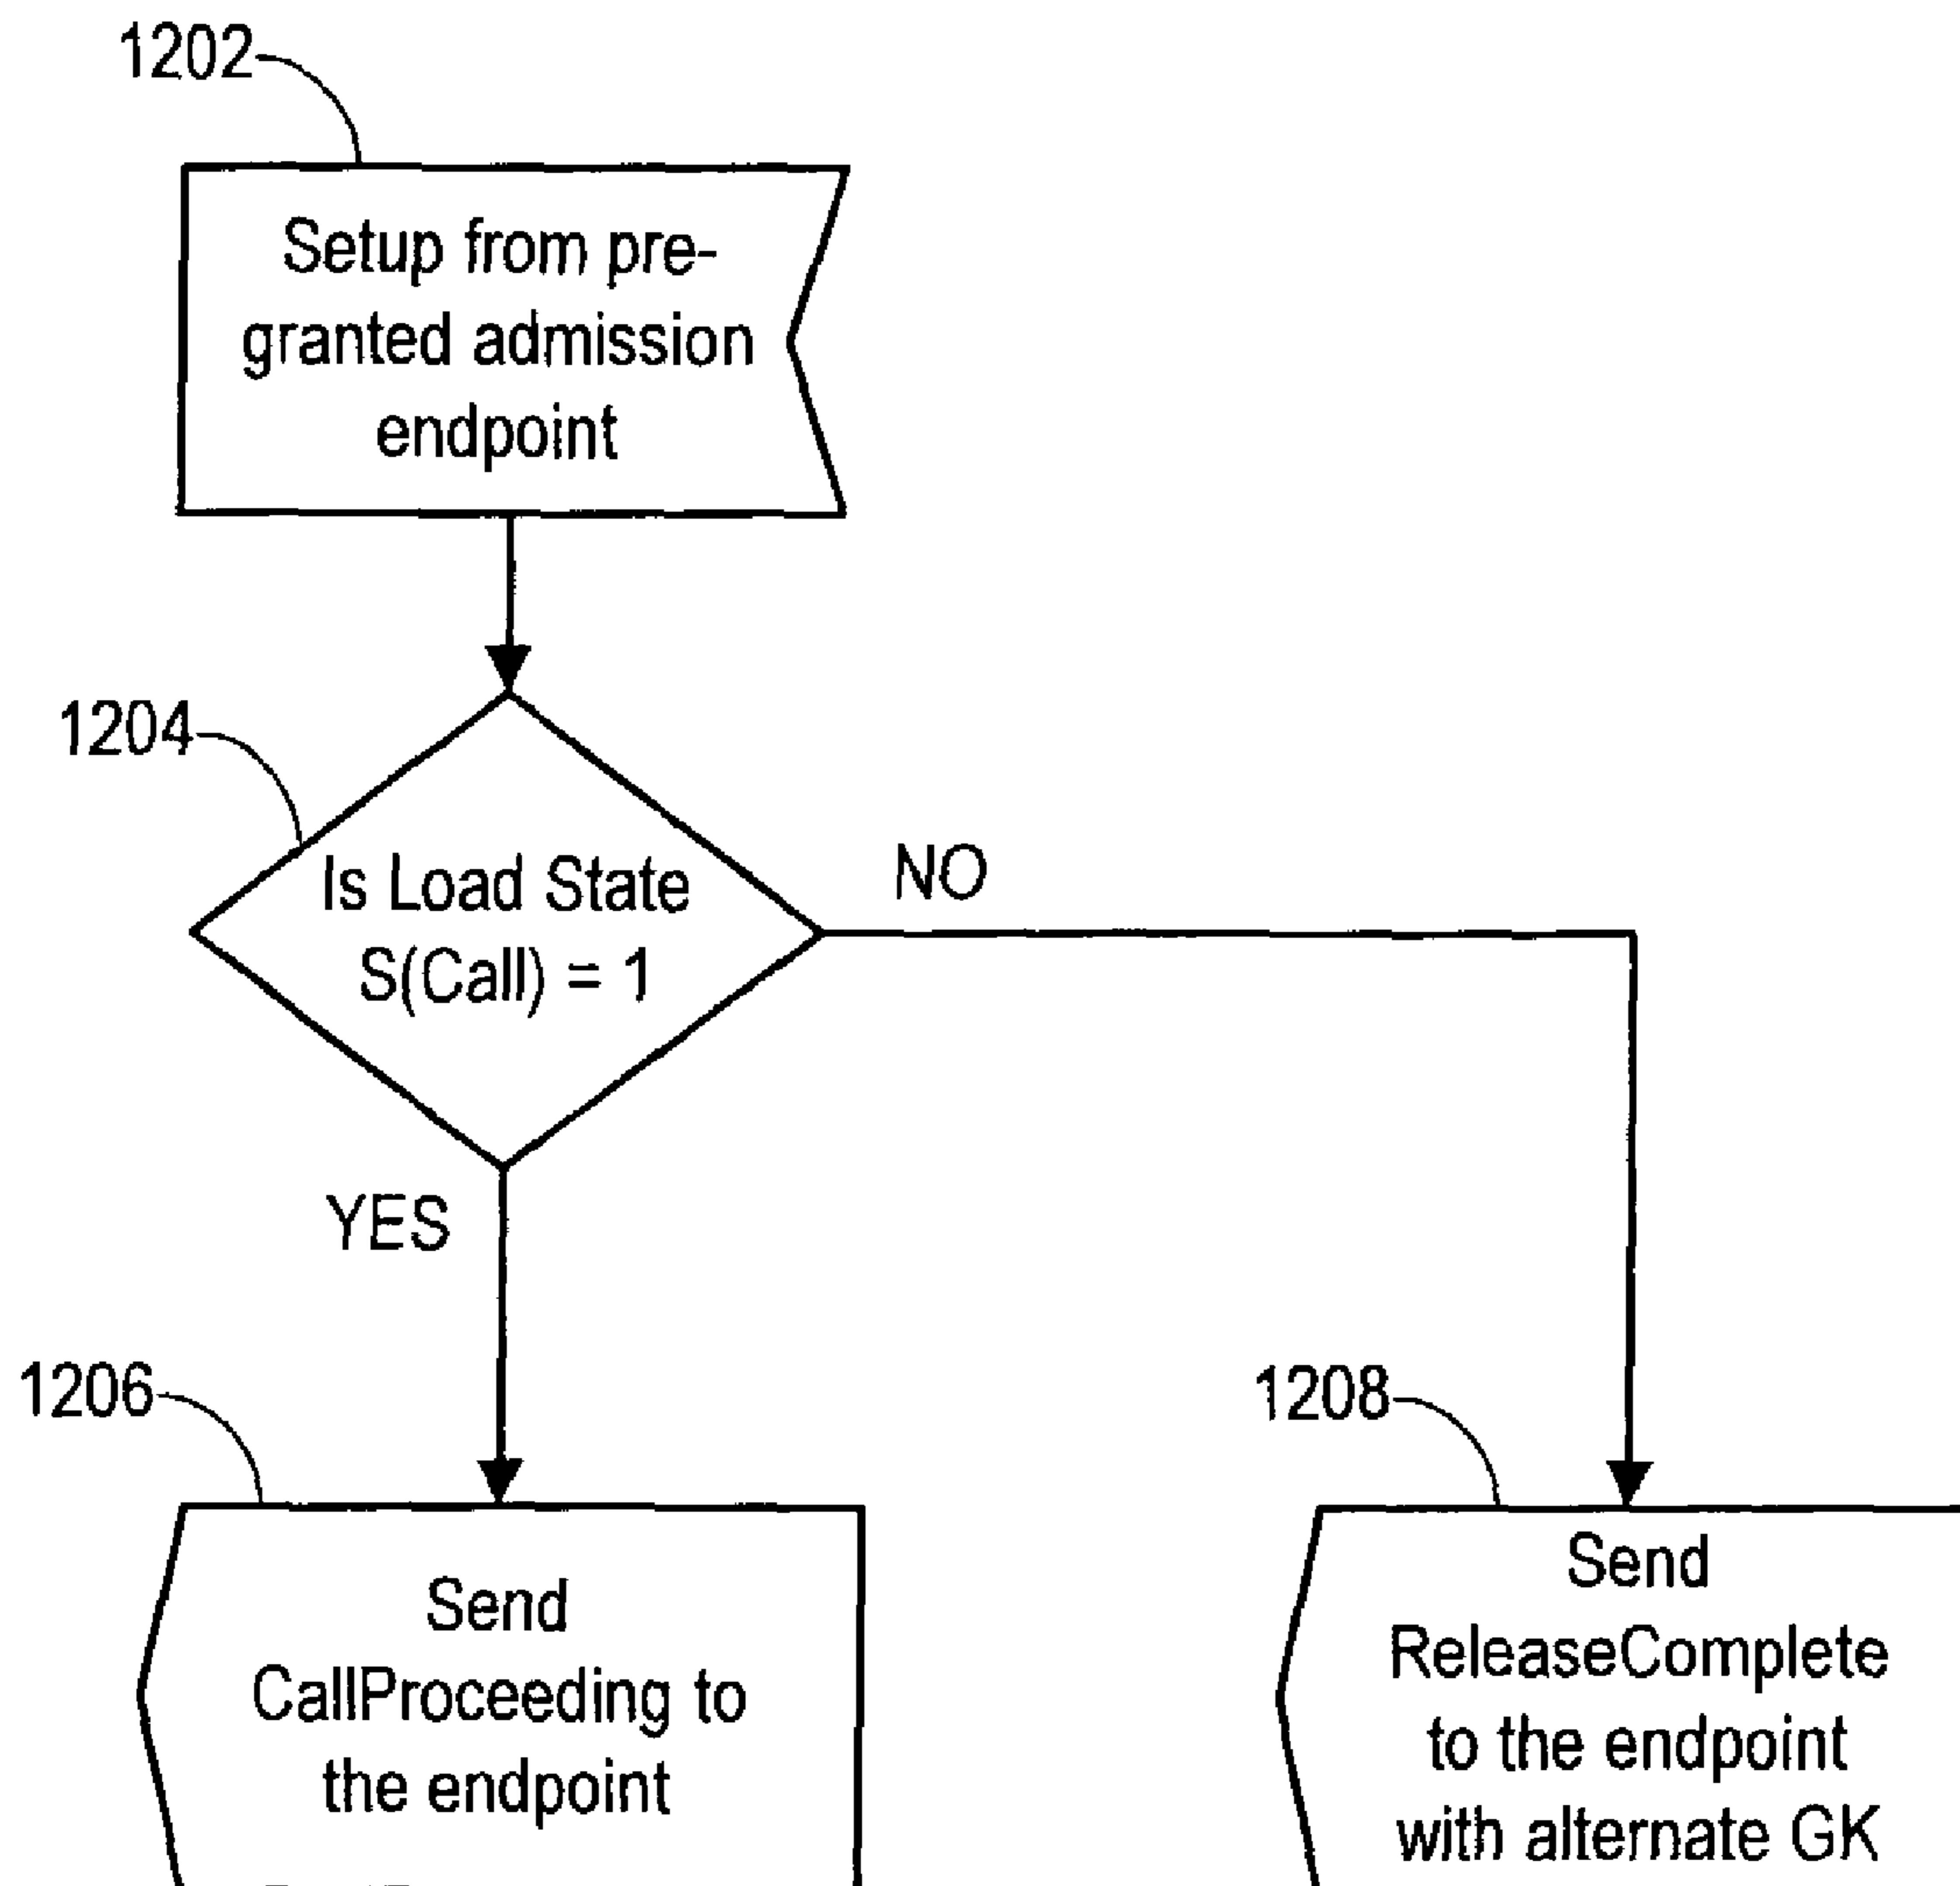 1202
Setup from pre-
granted admission
endpoint
1204
Is Load State
S(Call) = 1
NO
YES
1206
Send
CallProceeding to
the endpoint
1208
Send
ReleaseComplete
to the endpoint
with alternate GK